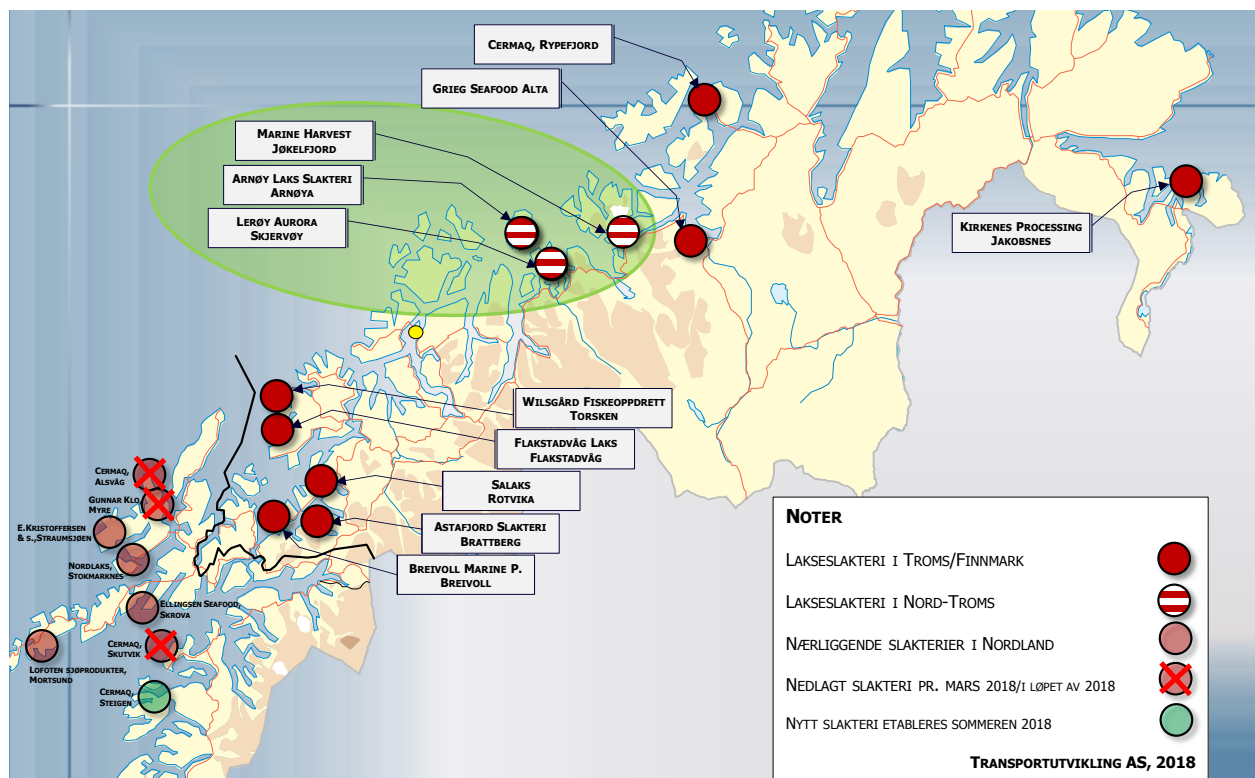 Cermaq, Rypefjord
Grieg Seafood Alta
Marine Harvest
Jøkelfjord
Arnøy Laks Slakteri
Arnøya
Lerøy Aurora
Skjervøy
Kirkenes Processing
Jakobsnes
Wilsgård Fiskeoppdrett
Torsken
Flakstadvåg Laks
Flakstadvåg
Salaks
Rotvika
Astafjord Slakteri
Brattberg
Breivoll Marine P.
Breivoll
Cermaq,
Alsvåg
Gunnar Klo,
Myre
E.Kristoffersen
& s.,Straumsjøen
Nordlaks,
Stokmarknes
Ellingsen Seafood,
Skrova
Cermaq,
Skutvik
Lofoten sjøprodukter,
Mortsund
Cermaq,
Steigen
Noter
Lakseslakteri i Troms/Finnmark
Lakseslakteri i Nord-Troms
Nærliggende slakterier i Nordland
Nedlagt slakteri pr. mars 2018/i løpet av 2018
Nytt slakteri etableres sommeren 2018
Transportutvikling AS, 2018